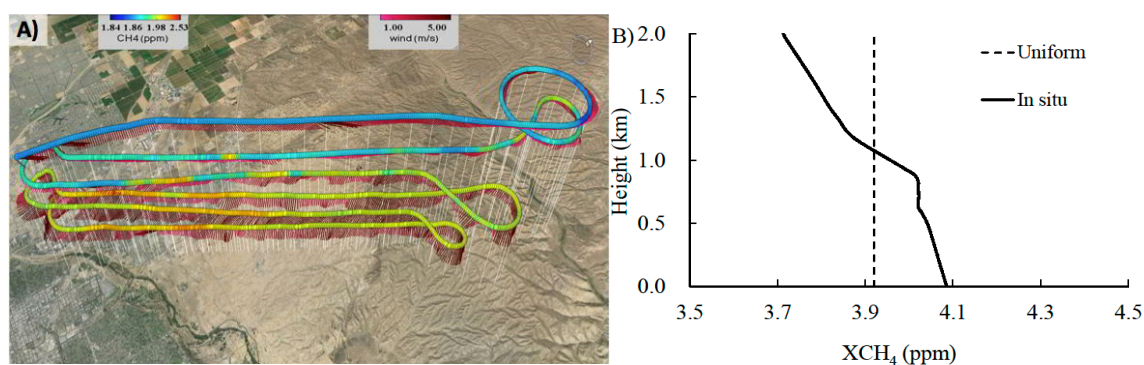 A)
1.84 1.86 1.98 2.53
CH4 (ppm)
1.00 5.00
wind (m/s)
B)
2.0
1.5
1.0
0.5
0.0
Height (km)
Uniform
In situ
3.5 3.7 3.9 4.1 4.3 4.5
XCH₄ (ppm)